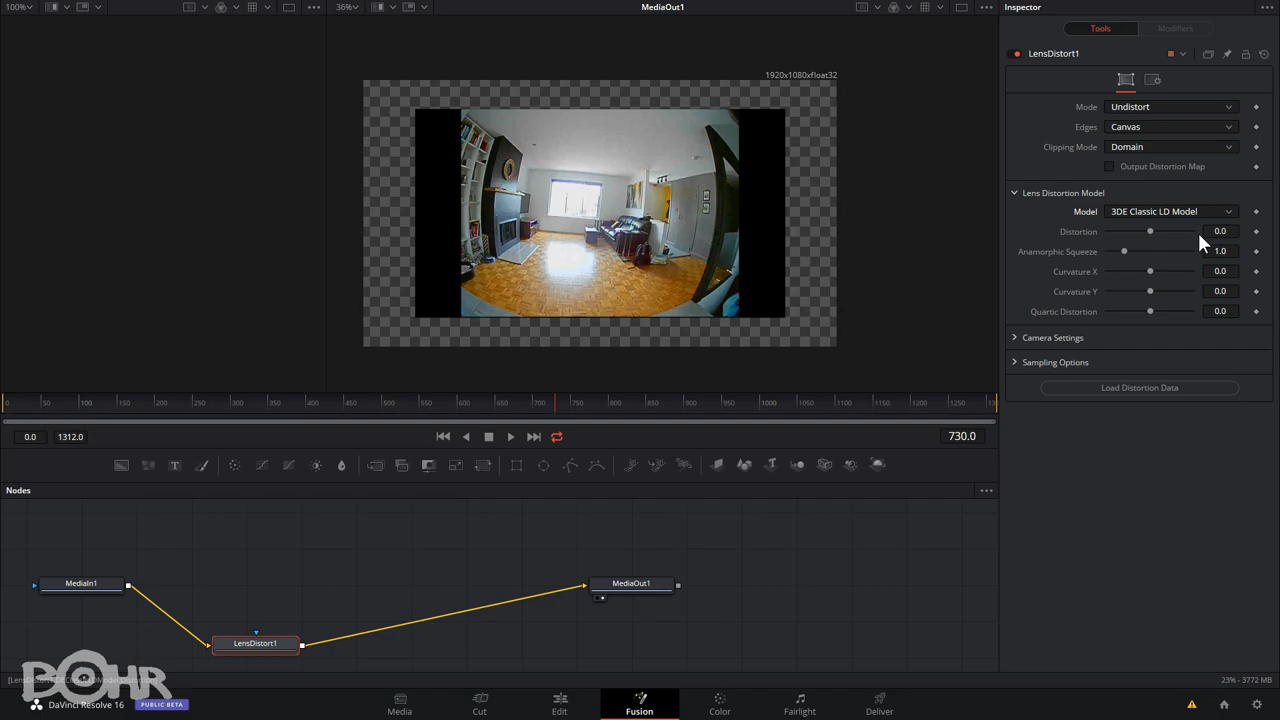 100%
36%
MediaOut1
Inspector
Tools
Modifiers
LensDistort1
1920x1080xfloat32
Mode
Undistort
Edges
Canvas
Clipping Mode
Domain
Output Distortion Map
Lens Distortion Model
Model
3DE Classic LD Model
Distortion
0.0
Anamorphic Squeeze
1.0
Curvature X
0.0
Curvature Y
0.0
Quartic Distortion
0.0
Camera Settings
Sampling Options
Load Distortion Data
0 50 100 150 200 250 300 350 400 450 500 550 600 650 700 750 800 850 900 950 1000 1050 1100 1150 1200 1250
0.0
1312.0
730.0
Nodes
MediaIn1
MediaOut1
LensDistort1
BOHR
23% - 3772 MB
DaVinci Resolve 16
PUBLIC BETA
Media
Cut
Edit
Fusion
Color
Fairlight
Deliver